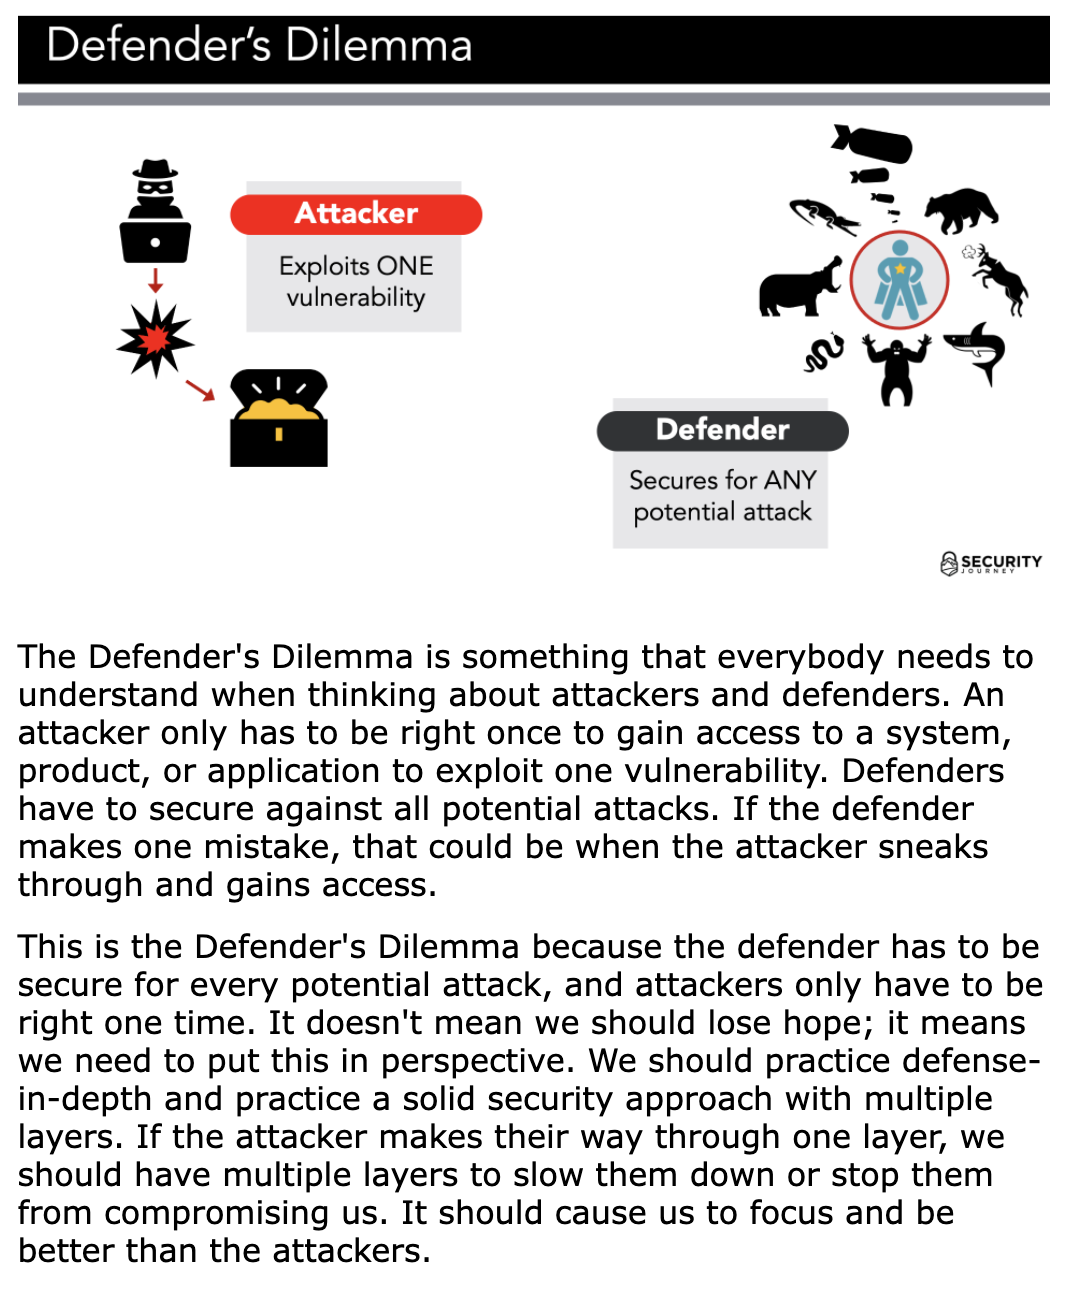 Defender's Dilemma
Attacker
Exploits ONE
vulnerability
Defender
Secures for ANY
potential attack
SECURITY
JOURNEY
The Defender's Dilemma is something that everybody needs to
understand when thinking about attackers and defenders. An
attacker only has to be right once to gain access to a system,
product, or application to exploit one vulnerability. Defenders
have to secure against all potential attacks. If the defender
makes one mistake, that could be when the attacker sneaks
through and gains access.
This is the Defender's Dilemma because the defender has to be
secure for every potential attack, and attackers only have to be
right one time. It doesn't mean we should lose hope; it means
we need to put this in perspective. We should practice defense-
in-depth and practice a solid security approach with multiple
layers. If the attacker makes their way through one layer, we
should have multiple layers to slow them down or stop them
from compromising us. It should cause us to focus and be
better than the attackers.